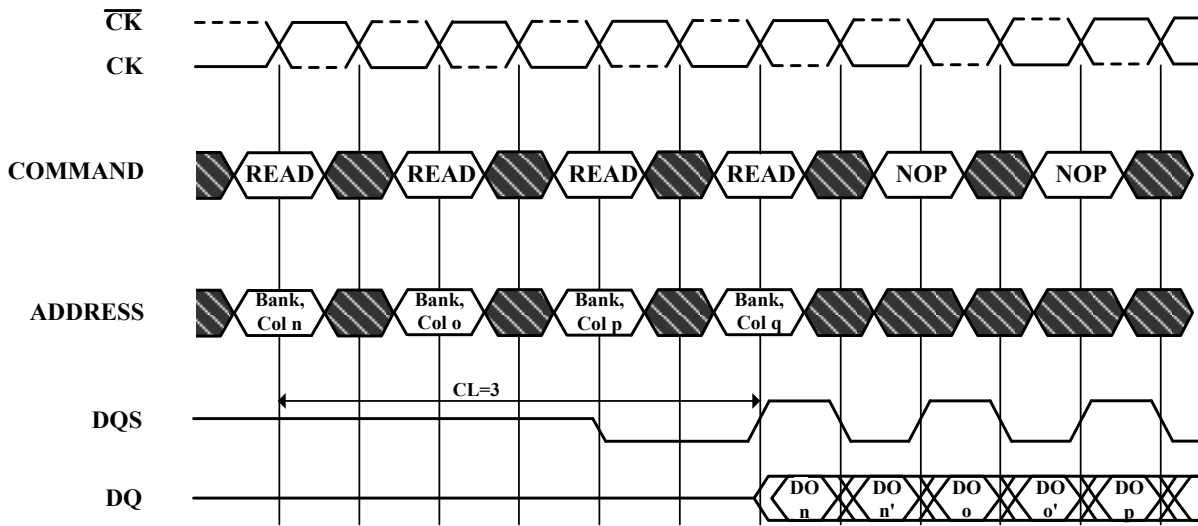 CK
CK
COMMAND READ READ READ READ NOP NOP
ADDRESS Bank, Col n Bank, Col o Bank, Col p Bank, Col q
CL=3
DQS
DQ DO n DO n' DO o DO o' DO p